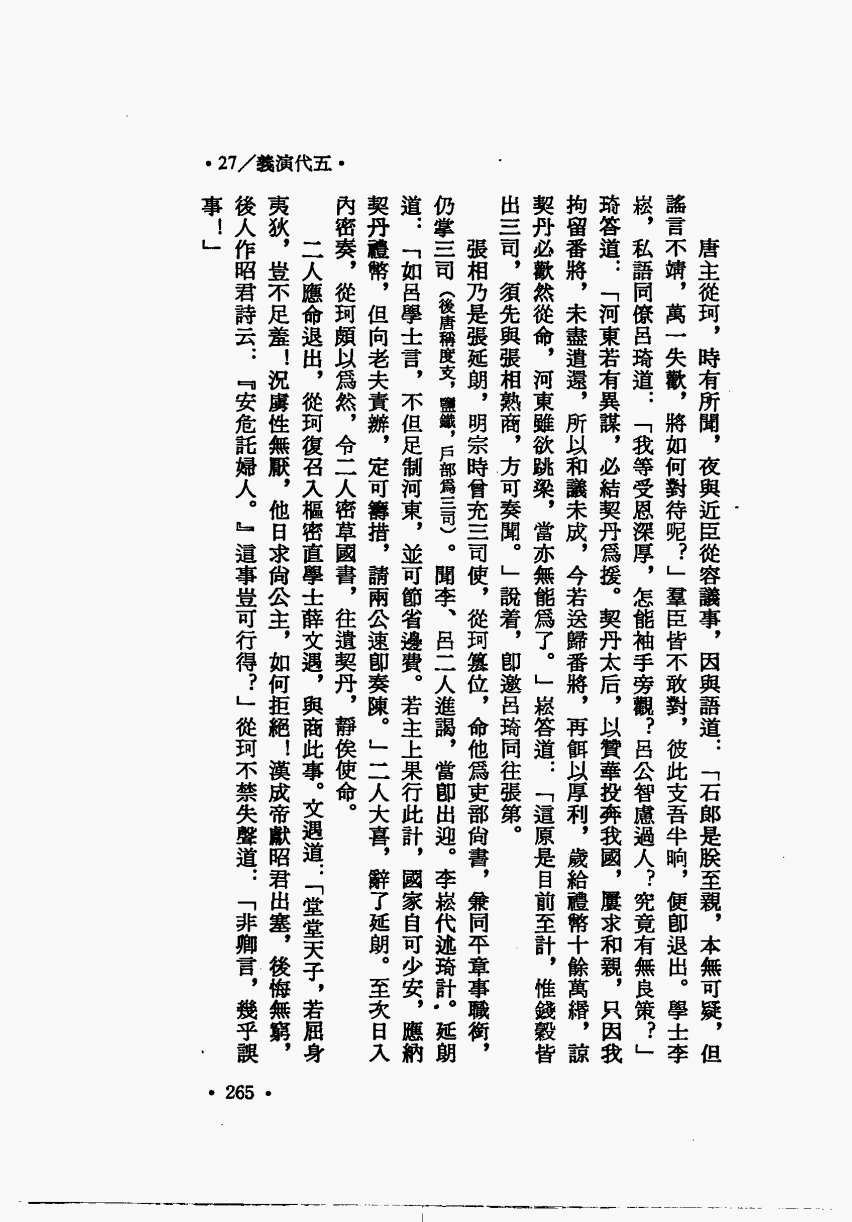 •27／義演代五•
唐主從珂，時有所聞，夜與近臣從容議事，因與語道：「石郎是朕至親，本無可疑，但
謠言不靖，萬一失歡，將如何對待呢？」羣臣皆不敢對，彼此支吾半晌，便卽退出。學士李
崧，私語同僚呂琦道：「我等受恩深厚，怎能袖手旁觀？呂公智慮過人？究竟有無良策？」
琦答道：「河東若有異謀，必結契丹爲援。契丹太后，以贊華投奔我國，屢求和親，只因我
拘留番將，未盡遣還，所以和議未成，今若送歸番將，再餌以厚利，歲給禮幣十餘萬緡，諒
契丹必歡然從命，河東雖欲跳梁，當亦無能爲了。」崧答道：「這原是目前至計，惟錢穀皆
出三司，須先與張相熟商，方可奏聞。」說着，卽邀呂琦同往張第。
張相乃是張延朗，明宗時曾充三司使，從珂篡位，命他爲吏部尙書，兼同平章事職銜，
仍掌三司（後唐稱度支，鹽鐵，戶部爲三司）。聞李、呂二人進謁，當卽出迎。李崧代述琦計。延朗
道：「如呂學士言，不但足制河東，並可節省邊費。若主上果行此計，國家自可少安，應納
契丹禮幣，但向老夫責辦，定可籌措，請兩公速卽奏陳。」二人大喜，辭了延朗。至次日入
內密奏，從珂頗以爲然，令二人密草國書，往遺契丹，靜俟使命。
二人應命退出，從珂復召入樞密直學士薛文遇，與商此事。文遇道：「堂堂天子，若屈身
夷狄，豈不足羞！況虜性無厭，他日求尙公主，如何拒絕！漢成帝獻昭君出塞，後悔無窮，
後人作昭君詩云：『安危託婦人。』這事豈可行得？」從珂不禁失聲道：「非卿言，幾乎誤
事！」
• 265 •